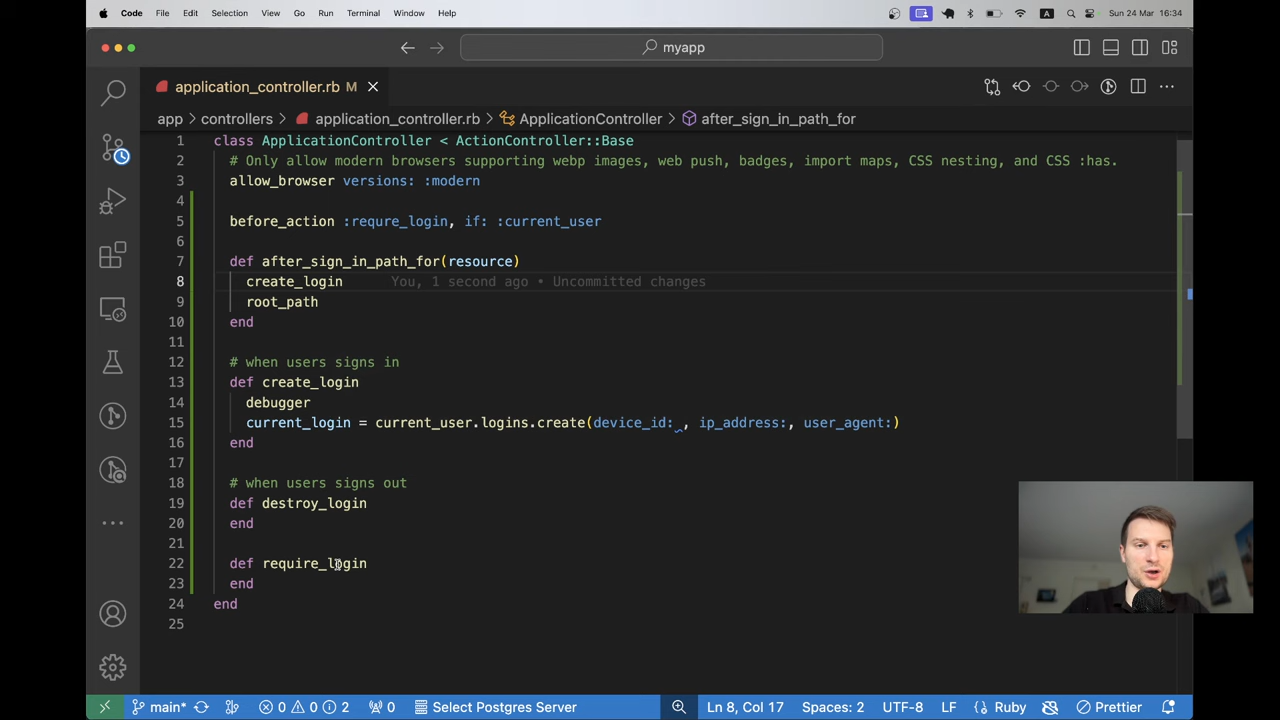 Code File Edit Selection View Go Run Terminal Window Help A Sun 24 Mar 16:34
myapp
application_controller.rb M
app > controllers > application_controller.rb > ApplicationController > after_sign_in_path_for
1 class ApplicationController < ActionController::Base
2 # Only allow modern browsers supporting webp images, web push, badges, import maps, CSS nesting, and CSS :has.
3 allow_browser versions: :modern
4
5 before_action :requre_login, if: :current_user
6
7 def after_sign_in_path_for(resource)
8 create_login You, 1 second ago • Uncommitted changes
9 root_path
10 end
11
12 # when users signs in
13 def create_login
14 debugger
15 current_login = current_user.logins.create(device_id: , ip_address:, user_agent:)
16 end
17
18 # when users signs out
19 def destroy_login
20 end
21
22 def require_login
23 end
24 end
25
main* 0 0 2 0 Select Postgres Server Ln 8, Col 17 Spaces: 2 UTF-8 LF Ruby Prettier